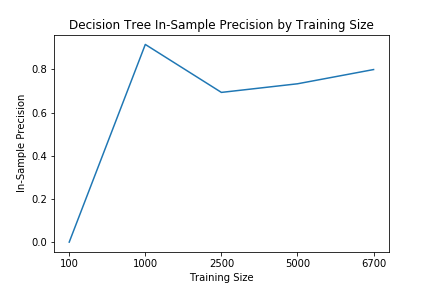 Decision Tree In-Sample Precision by Training Size
In-Sample Precision
0.8
0.6
0.4
0.2
0.0
100 1000 2500 5000 6700
Training Size